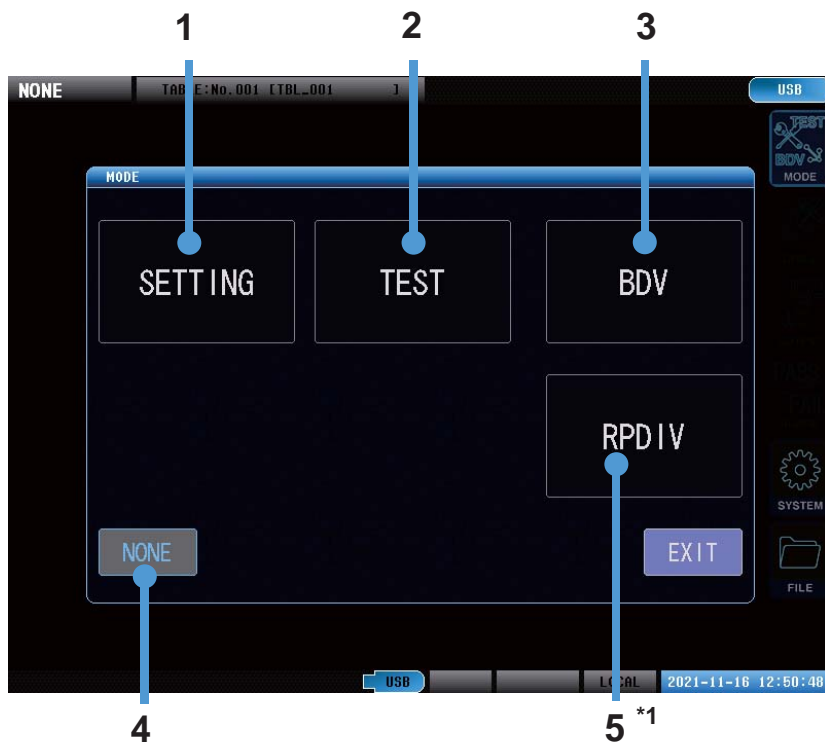 1 2 3
NONE TABLE:No.001 [TBL_001 ] USB
TEST
BDV
MODE
MODE
SETTING TEST BDV
RPDIV
SYSTEM
NONE EXIT
FILE
USB LOCAL 2021-11-16 12:50:48
4 5 *1